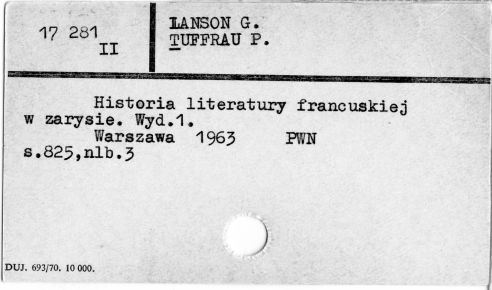 17 281
II
LANSON G.
TUFFRAU P.
Historia literatury francuskiej
w zarysie. Wyd.1.
Warszawa 1963 PWN
s.825,nlb.3
DUJ. 693/70. 10 000.